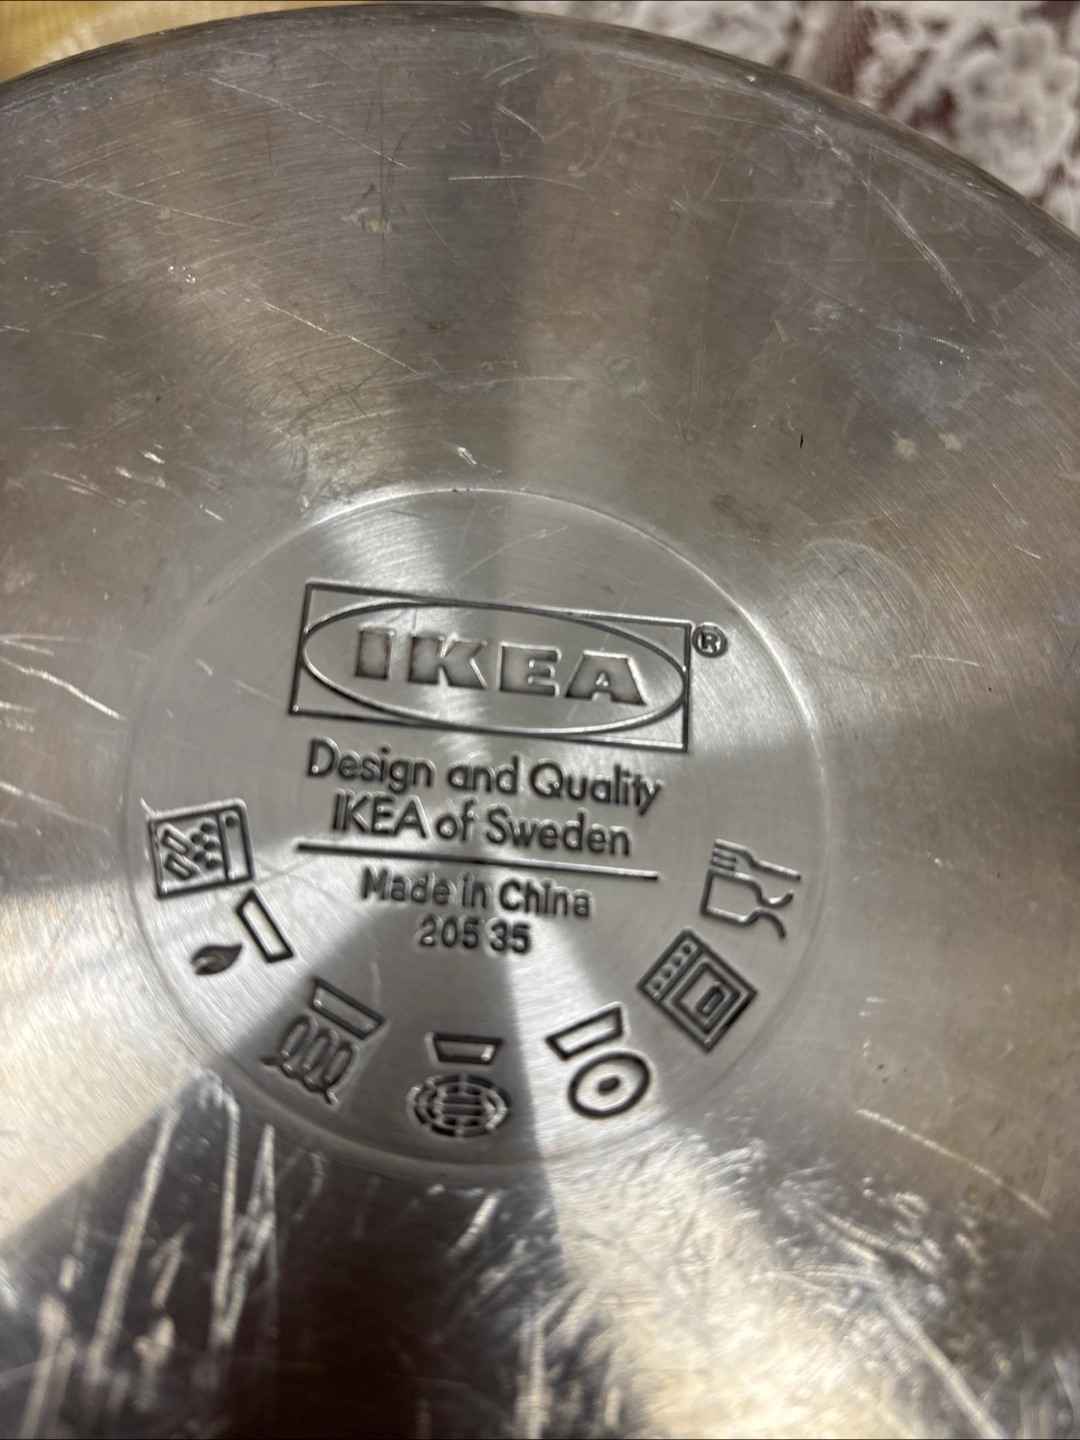 IKEA®
Design and Quality
IKEA of Sweden
Made in China
20535